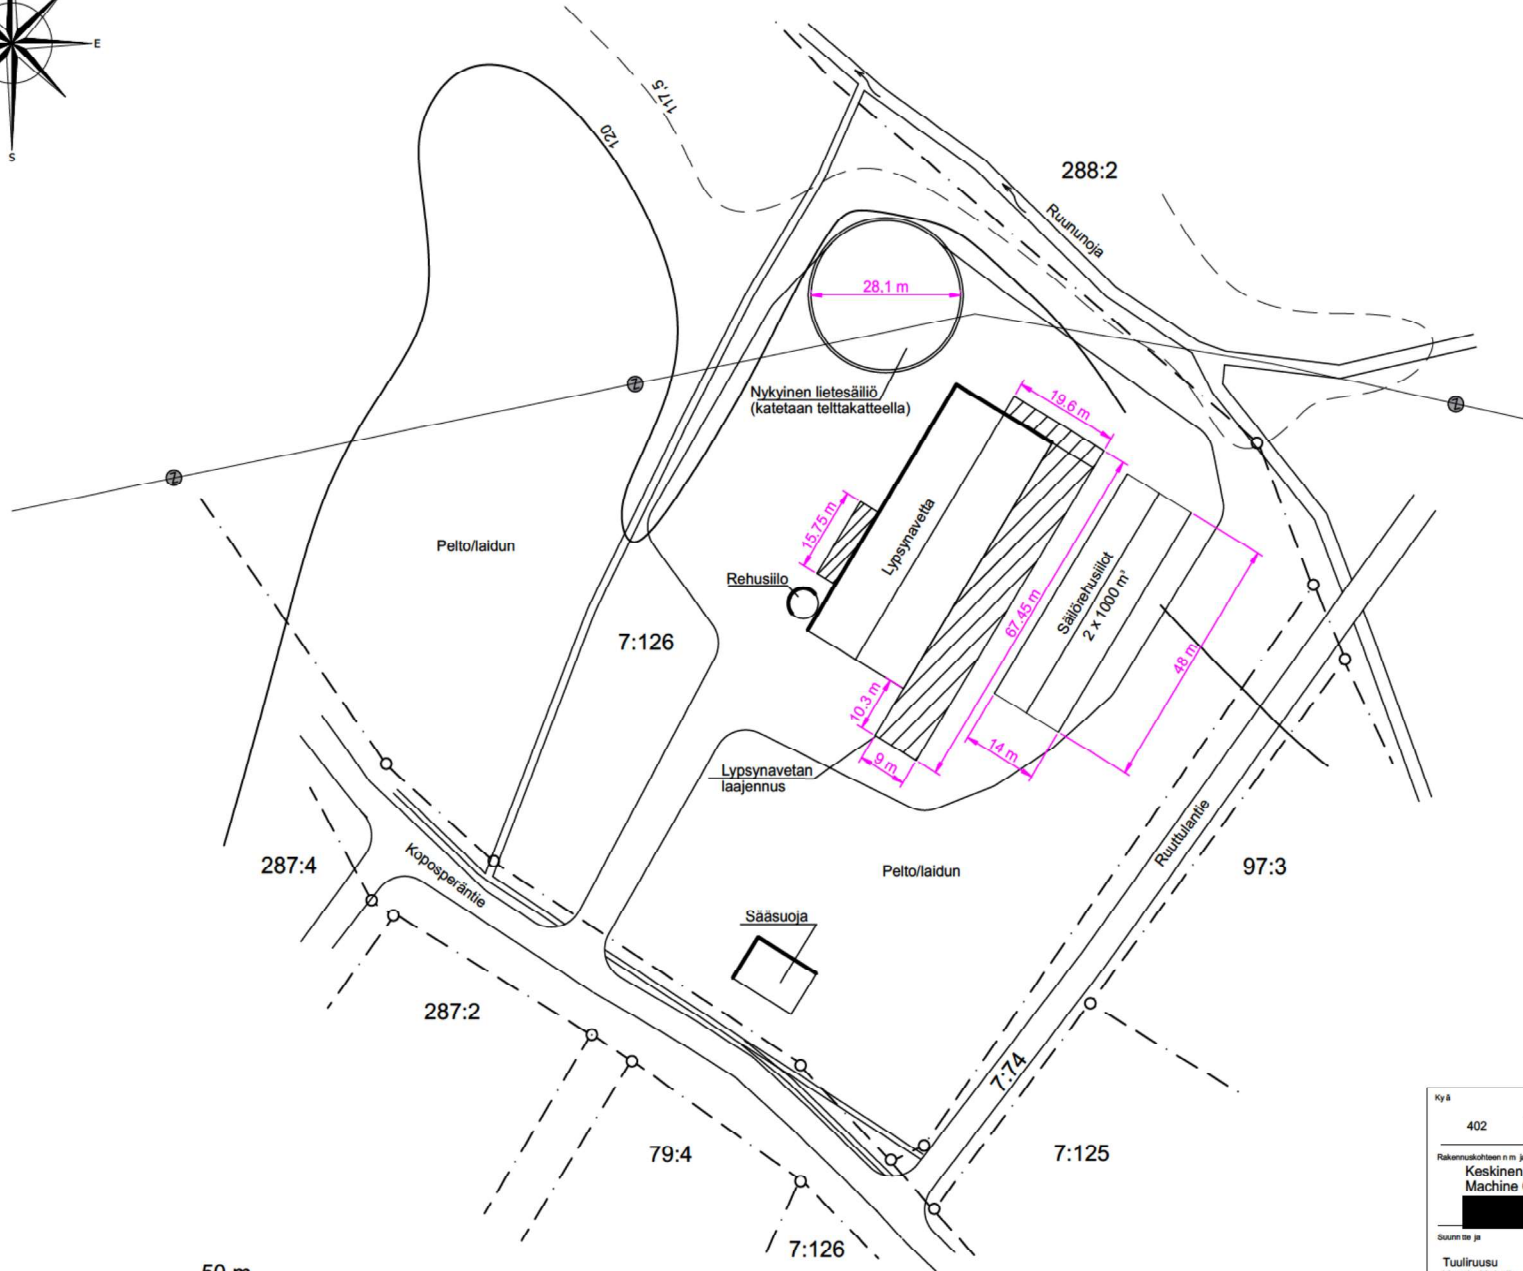 E
S
117,5
120
288:2
Ruununoja
28,1 m
Nykyinen lietesäiliö
(katetaan telttakatteella)
19.6 m
15.75 m
Lypsynavetta
Pelto/laidun
Rehusiilo
67.45 m
Säilörehusiilot
2 x 1000 m³
48 m
7:126
10.3 m
14 m
9 m
Lypsynavetan
laajennus
Ruuttulantie
287:4
Koposperäntie
Pelto/laidun
97:3
Sääsuoja
287:2
7:74
79:4
7:125
7:126
402
Keskinen
Machine
Tuuliruusu